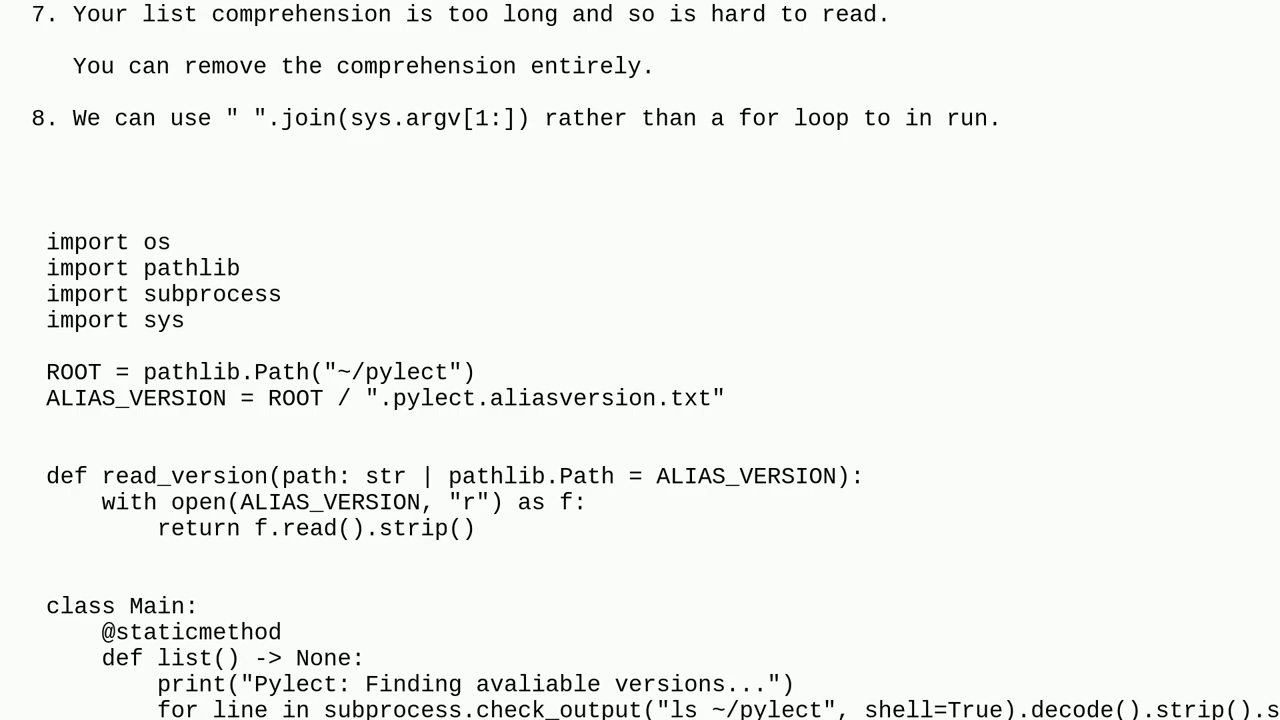 7. Your list comprehension is too long and so is hard to read.
You can remove the comprehension entirely.
8. We can use " ".join(sys.argv[1:]) rather than a for loop to in run.
import os
import pathlib
import subprocess
import sys
ROOT = pathlib.Path("~/pylect")
ALIAS_VERSION = ROOT / ".pylect.aliasversion.txt"
def read_version(path: str | pathlib.Path = ALIAS_VERSION):
with open(ALIAS_VERSION, "r") as f:
return f.read().strip()
class Main:
@staticmethod
def list() -> None:
print("Pylect: Finding avaliable versions...")
for line in subprocess.check_output("ls ~/pylect", shell=True).decode().strip().s